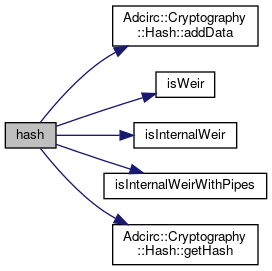 Adcirc::Cryptography
::Hash::addData
isWeir
hash
isInternalWeir
isInternalWeirWithPipes
Adcirc::Cryptography
::Hash::getHash